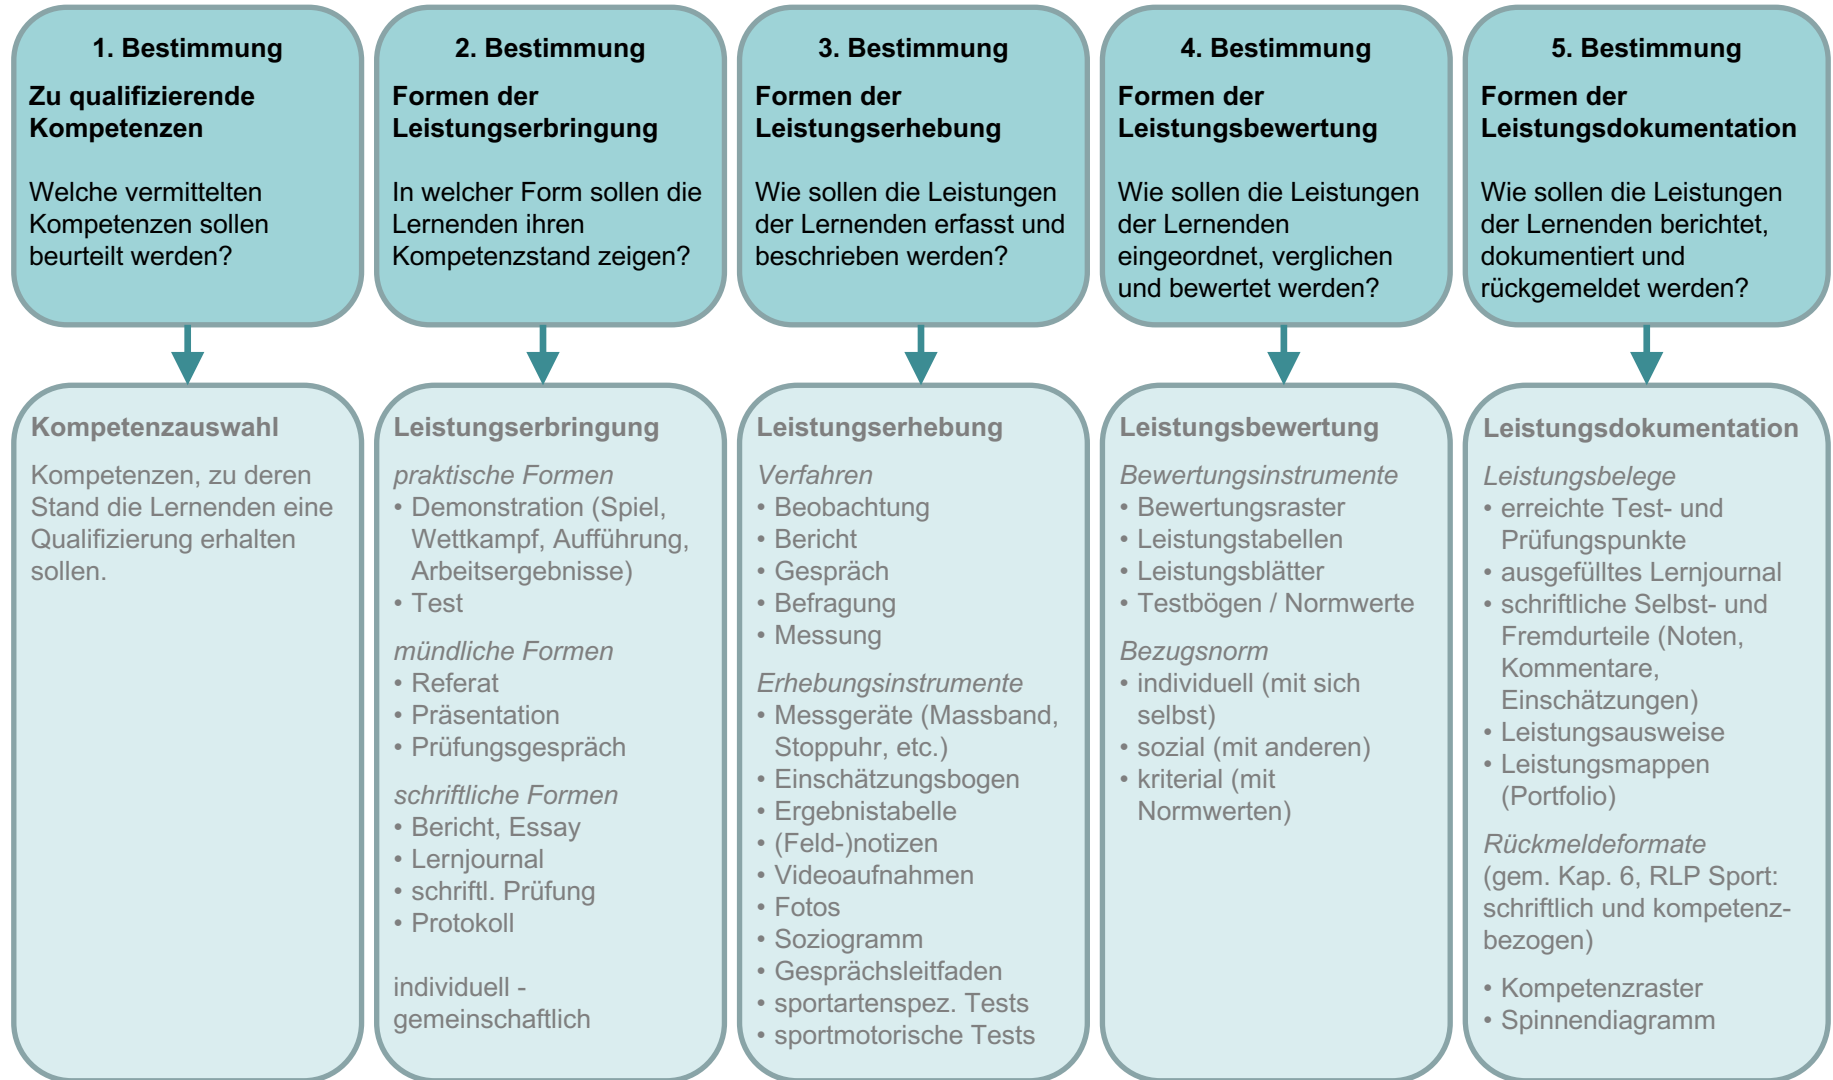 1. Bestimmung
Zu qualifizierende
Kompetenzen
Welche vermittelten
Kompetenzen sollen
beurteilt werden?
2. Bestimmung
Formen der
Leistungserbringung
In welcher Form sollen die
Lernenden ihren
Kompetenzstand zeigen?
3. Bestimmung
Formen der
Leistungserhebung
Wie sollen die Leistungen
der Lernenden erfasst und
beschrieben werden?
4. Bestimmung
Formen der
Leistungsbewertung
Wie sollen die Leistungen
der Lernenden
eingeordnet, verglichen
und bewertet werden?
5. Bestimmung
Formen der
Leistungsdokumentation
Wie sollen die Leistungen
der Lernenden berichtet,
dokumentiert und
rückgemeldet werden?
Kompetenzauswahl
Kompetenzen, zu deren
Stand die Lernenden eine
Qualifizierung erhalten
sollen.
Leistungserbringung
praktische Formen
• Demonstration (Spiel,
Wettkampf, Aufführung,
Arbeitsergebnisse)
• Test
mündliche Formen
• Referat
• Präsentation
• Prüfungsgespräch
schriftliche Formen
• Bericht, Essay
• Lernjournal
• schriftl. Prüfung
• Protokoll
individuell -
gemeinschaftlich
Leistungserhebung
Verfahren
• Beobachtung
• Bericht
• Gespräch
• Befragung
• Messung
Erhebungsinstrumente
• Messgeräte (Massband,
Stoppuhr, etc.)
• Einschätzungsbogen
• Ergebnistabelle
• (Feld-)notizen
• Videoaufnahmen
• Fotos
• Soziogramm
• Gesprächsleitfaden
• sportartenspez. Tests
• sportmotorische Tests
Leistungsbewertung
Bewertungsinstrumente
• Bewertungsraster
• Leistungstabellen
• Leistungsblätter
• Testbögen / Normwerte
Bezugsnorm
• individuell (mit sich
selbst)
• sozial (mit anderen)
• kriterial (mit
Normwerten)
Leistungsdokumentation
Leistungsbelege
• erreichte Test- und
Prüfungspunkte
• ausgefülltes Lernjournal
• schriftliche Selbst- und
Fremdurteile (Noten,
Kommentare,
Einschätzungen)
• Leistungsausweise
• Leistungsmappen
(Portfolio)
Rückmeldeformate
(gem. Kap. 6, RLP Sport:
schriftlich und kompetenz-
bezogen)
• Kompetenzraster
• Spinnendiagramm